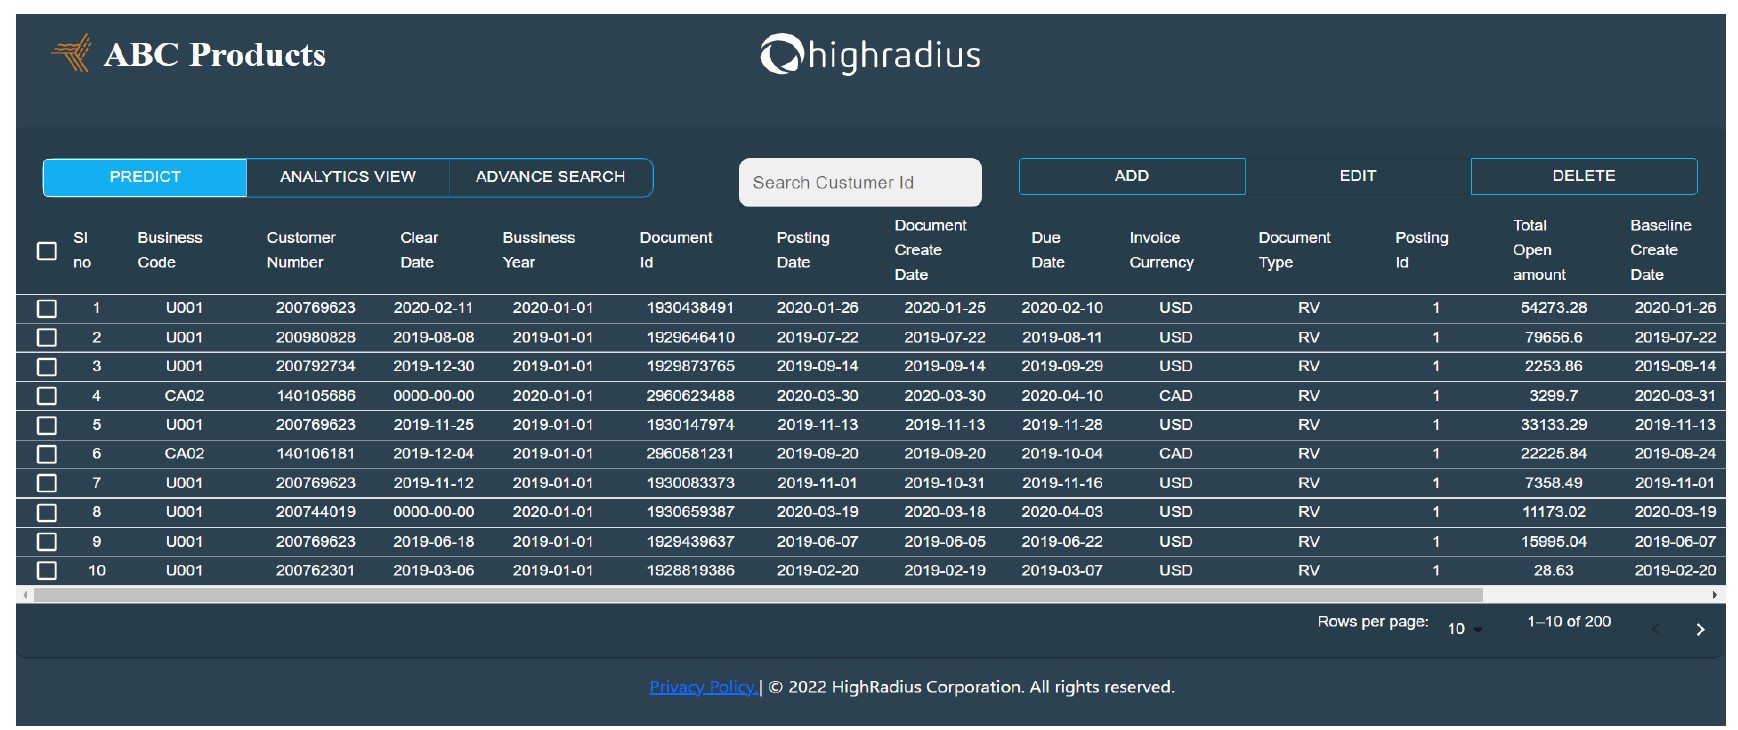 ABC Products
highradius
PREDICT ANALYTICS VIEW ADVANCE SEARCH Search Custumer Id ADD EDIT DELETE
Sl no Business Code Customer Number Clear Date Bussiness Year Document Id Posting Date Document Create Date Due Date Invoice Currency Document Type Posting Id Total Open amount Baseline Create Date
1 U001 200769623 2020-02-11 2020-01-01 1930438491 2020-01-26 2020-01-25 2020-02-10 USD RV 1 54273.28 2020-01-26
2 U001 200980828 2019-08-08 2019-01-01 1929646410 2019-07-22 2019-07-22 2019-08-11 USD RV 1 79656.6 2019-07-22
3 U001 200792734 2019-12-30 2019-01-01 1929873765 2019-09-14 2019-09-14 2019-09-29 USD RV 1 2253.86 2019-09-14
4 CA02 140105686 0000-00-00 2020-01-01 2960623488 2020-03-30 2020-03-30 2020-04-10 CAD RV 1 3299.7 2020-03-31
5 U001 200769623 2019-11-25 2019-01-01 1930147974 2019-11-13 2019-11-13 2019-11-28 USD RV 1 33133.29 2019-11-13
6 CA02 140106181 2019-12-04 2019-01-01 2960581231 2019-09-20 2019-09-20 2019-10-04 CAD RV 1 22225.84 2019-09-24
7 U001 200769623 2019-11-12 2019-01-01 1930083373 2019-11-01 2019-10-31 2019-11-16 USD RV 1 7358.49 2019-11-01
8 U001 200744019 0000-00-00 2020-01-01 1930659387 2020-03-19 2020-03-18 2020-04-03 USD RV 1 11173.02 2020-03-19
9 U001 200769623 2019-06-18 2019-01-01 1929439637 2019-06-07 2019-06-05 2019-06-22 USD RV 1 15995.04 2019-06-07
10 U001 200762301 2019-03-06 2019-01-01 1928819386 2019-02-20 2019-02-19 2019-03-07 USD RV 1 28.63 2019-02-20
Rows per page: 10 1–10 of 200
Privacy Policy | © 2022 HighRadius Corporation. All rights reserved.